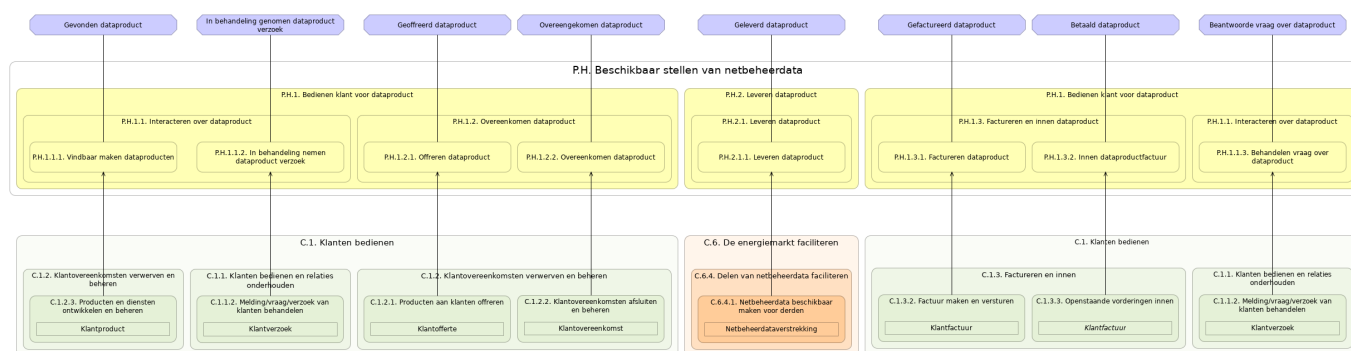 Gevonden dataproduct
In behandeling genomen dataproduct
verzoek
Geoffreerd dataproduct
Overeengekomen dataproduct
Geleverd dataproduct
Gefactureerd dataproduct
Betaald dataproduct
Beantwoorde vraag over dataproduct
P.H. Beschikbaar stellen van netbeheerdata
P.H.1. Bedienen klant voor dataproduct
P.H.2. Leveren dataproduct
P.H.1. Bedienen klant voor dataproduct
P.H.1.1. Interacteren over dataproduct
P.H.1.2. Overeenkomen dataproduct
P.H.2.1. Leveren dataproduct
P.H.1.3. Factureren en innen dataproduct
P.H.1.1. Interacteren over dataproduct
P.H.1.1.1. Vindbaar maken dataproducten
P.H.1.1.2. In behandeling nemen
dataproduct verzoek
P.H.1.2.1. Offreren dataproduct
P.H.1.2.2. Overeenkomen dataproduct
P.H.2.1.1. Leveren dataproduct
P.H.1.3.1. Factureren dataproduct
P.H.1.3.2. Innen dataproductfactuur
P.H.1.1.3. Behandelen vraag over
dataproduct
C.1. Klanten bedienen
C.6. De energiemarkt faciliteren
C.1. Klanten bedienen
C.1.2. Klantovereenkomsten verwerven en
beheren
C.1.1. Klanten bedienen en relaties
onderhouden
C.1.2. Klantovereenkomsten verwerven en beheren
C.6.4. Delen van netbeheerdata faciliteren
C.1.3. Factureren en innen
C.1.1. Klanten bedienen en relaties
onderhouden
C.1.2.3. Producten en diensten
ontwikkelen en beheren
Klantproduct
C.1.1.2. Melding/vraag/verzoek van
klanten behandelen
Klantverzoek
C.1.2.1. Producten aan klanten offreren
Klantofferte
C.1.2.2. Klantovereenkomsten afsluiten
en beheren
Klantovereenkomst
C.6.4.1. Netbeheerdata beschikbaar
maken voor derden
Netbeheerdataverstrekking
C.1.3.2. Factuur maken en versturen
Klantfactuur
C.1.3.3. Openstaande vorderingen innen
Klantfactuur
C.1.1.2. Melding/vraag/verzoek van
klanten behandelen
Klantverzoek